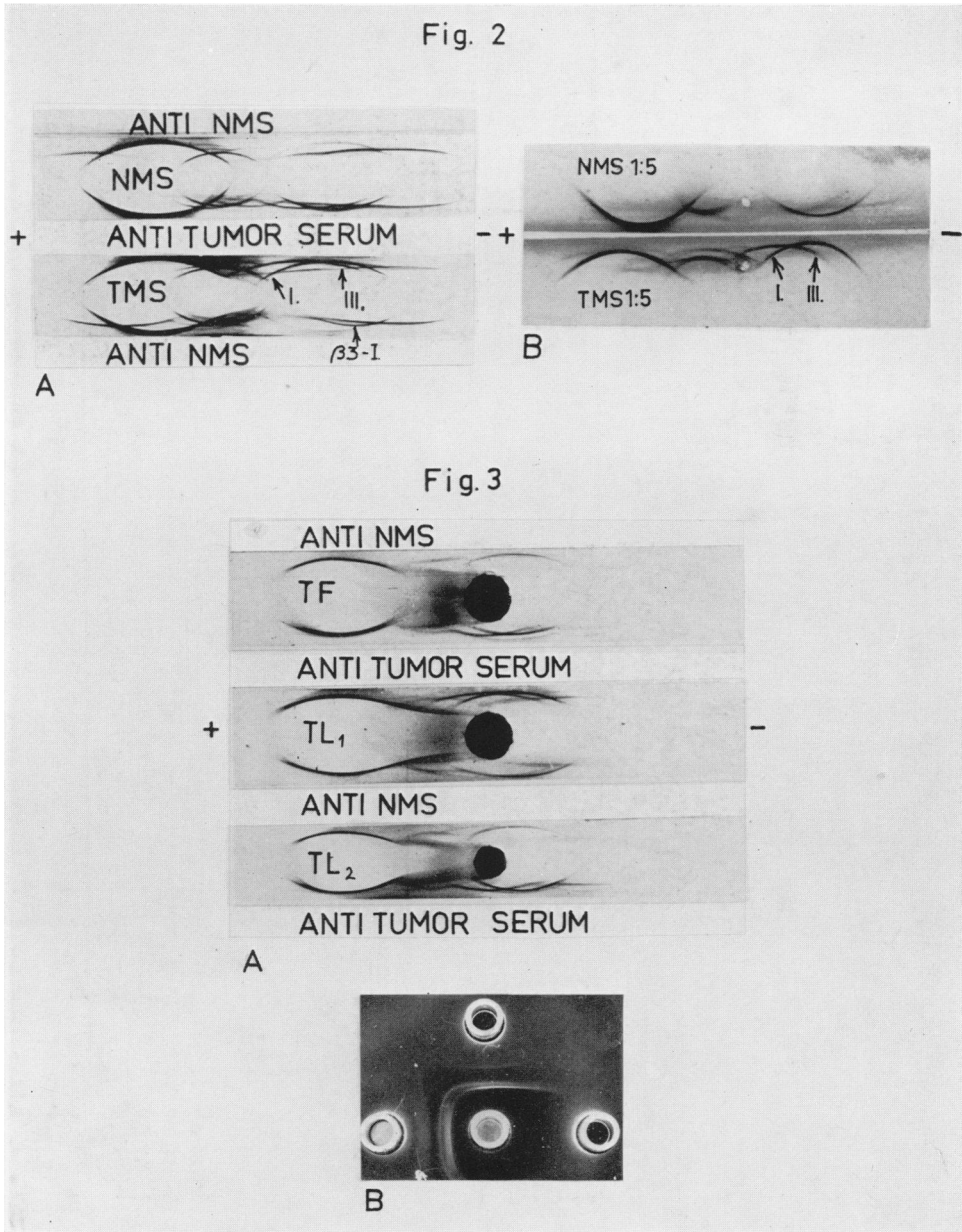 Fig. 2
ANTI NMS
NMS
+ ANTI TUMOR SERUM -
TMS
I.
III.
ANTI NMS
β3-I
A
NMS 1:5
+ -
TMS 1:5
I.
III.
B
Fig. 3
ANTI NMS
TF
ANTI TUMOR SERUM
+ TL₁ -
ANTI NMS
TL₂
ANTI TUMOR SERUM
A
B